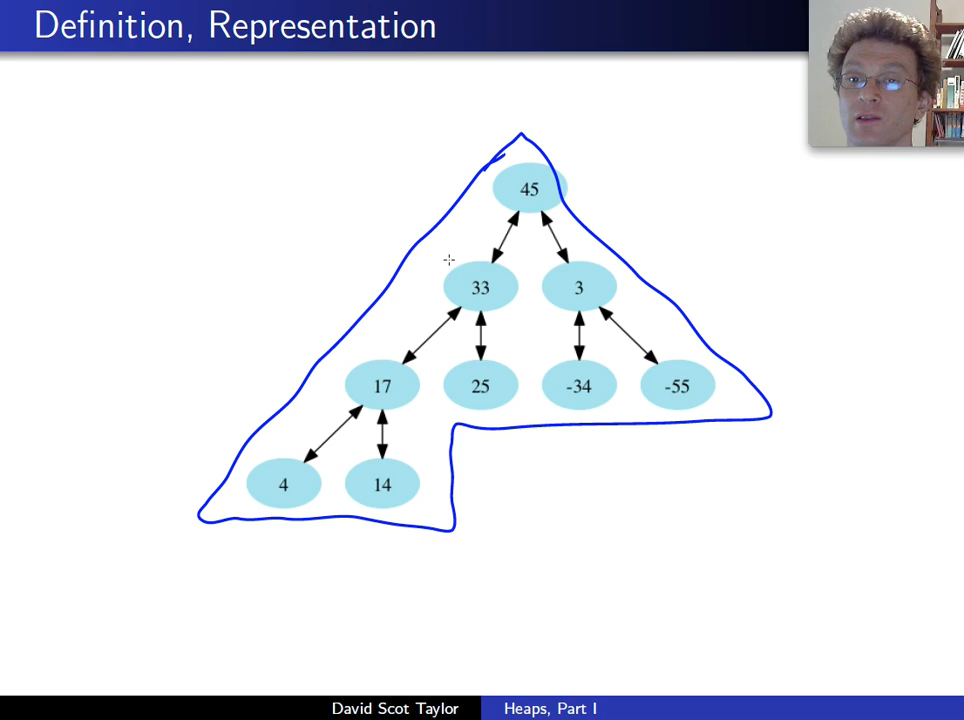 Definition, Representation
45
33 3
17 25 -34 -55
4 14
David Scot Taylor Heaps, Part I